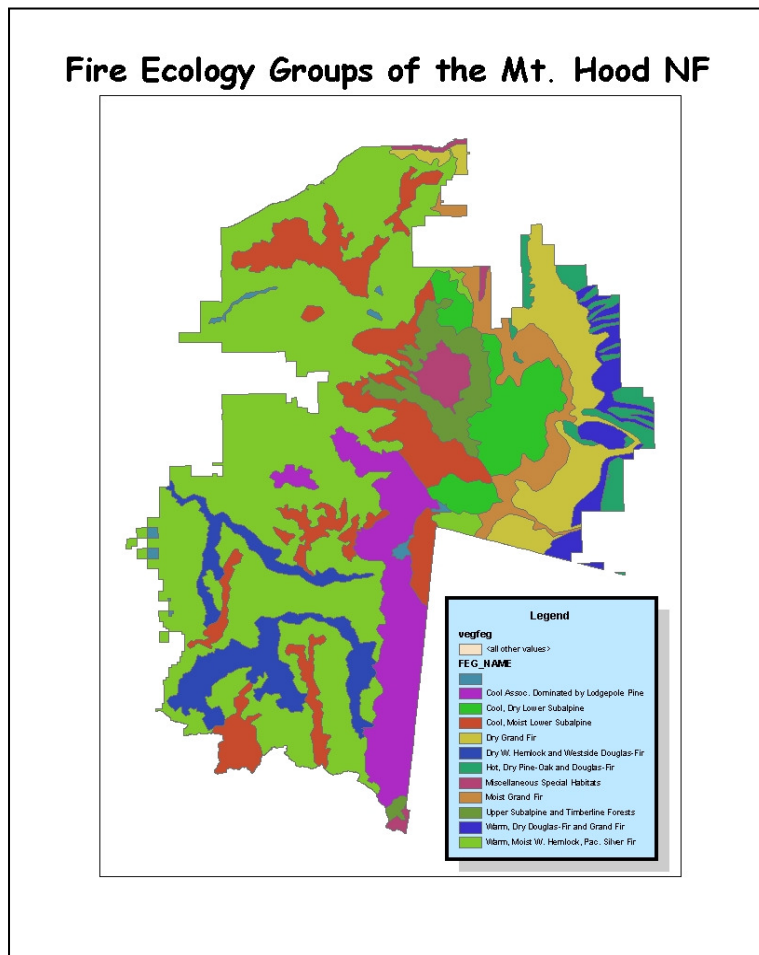 Fire Ecology Groups of the Mt. Hood NF
Legend
vegfeg
<all other values>
FEG_NAME
Cool Assoc. Dominated by Lodgepole Pine
Cool, Dry Lower Subalpine
Cool, Moist Lower Subalpine
Dry Grand Fir
Dry W. Hemlock and Westside Douglas-Fir
Hot, Dry Pine-Oak and Douglas-Fir
Miscellaneous Special Habitats
Moist Grand Fir
Upper Subalpine and Timberline Forests
Warm, Dry Douglas-Fir and Grand Fir
Warm, Moist W. Hemlock, Pac. Silver Fir